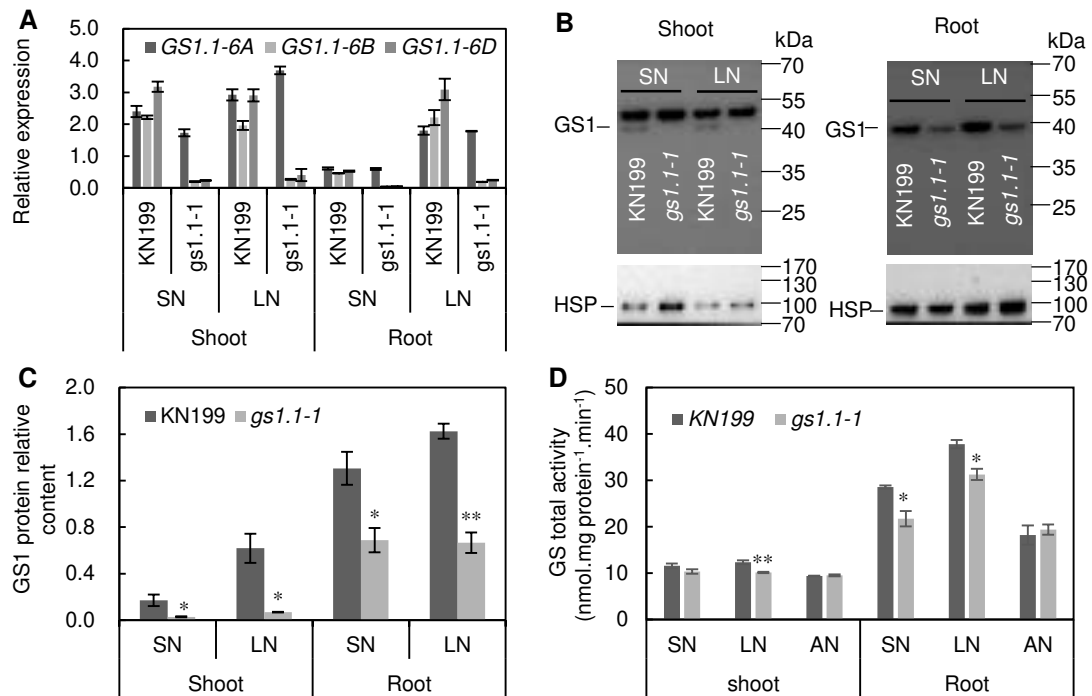 A
Relative expression
5.0
4.0
3.0
2.0
1.0
0.0
GS1.1-6A GS1.1-6B GS1.1-6D
KN199 gs1.1-1 KN199 gs1.1-1 KN199 gs1.1-1 KN199 gs1.1-1
SN LN SN LN
Shoot Root
B
Shoot
kDa
SN LN
GS1
KN199 gs1.1-1 KN199 gs1.1-1
70
55
40
35
25
HSP
170
130
100
70
Root
kDa
SN LN
GS1
KN199 gs1.1-1 KN199 gs1.1-1
70
55
40
35
25
HSP
170
130
100
70
C
GS1 protein relative
content
2.0
1.6
1.2
0.8
0.4
0.0
KN199 gs1.1-1
* * * **
SN LN SN LN
Shoot Root
D
GS total activity
(nmol.mg protein⁻¹.min⁻¹)
50
40
30
20
10
0
KN199 gs1.1-1
** * *
SN LN AN SN LN AN
shoot Root